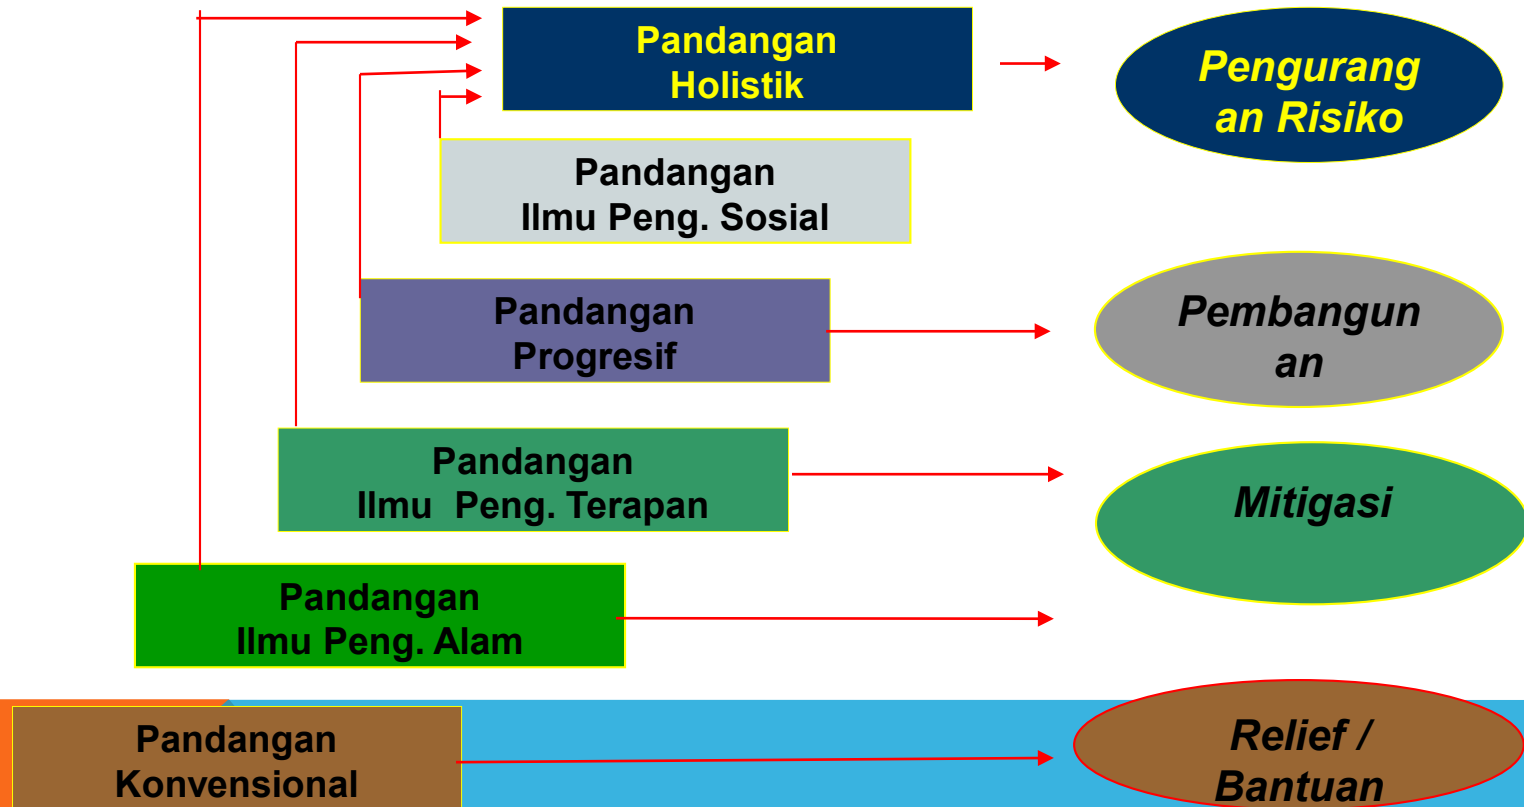 Pandangan
Holistik
Pengurang
an Risiko
Pandangan
Ilmu Peng. Sosial
Pandangan
Progresif
Pembangun
an
Pandangan
Ilmu  Peng. Terapan
Mitigasi
Pandangan
Ilmu Peng. Alam
Pandangan
Konvensional
Relief /
Bantuan